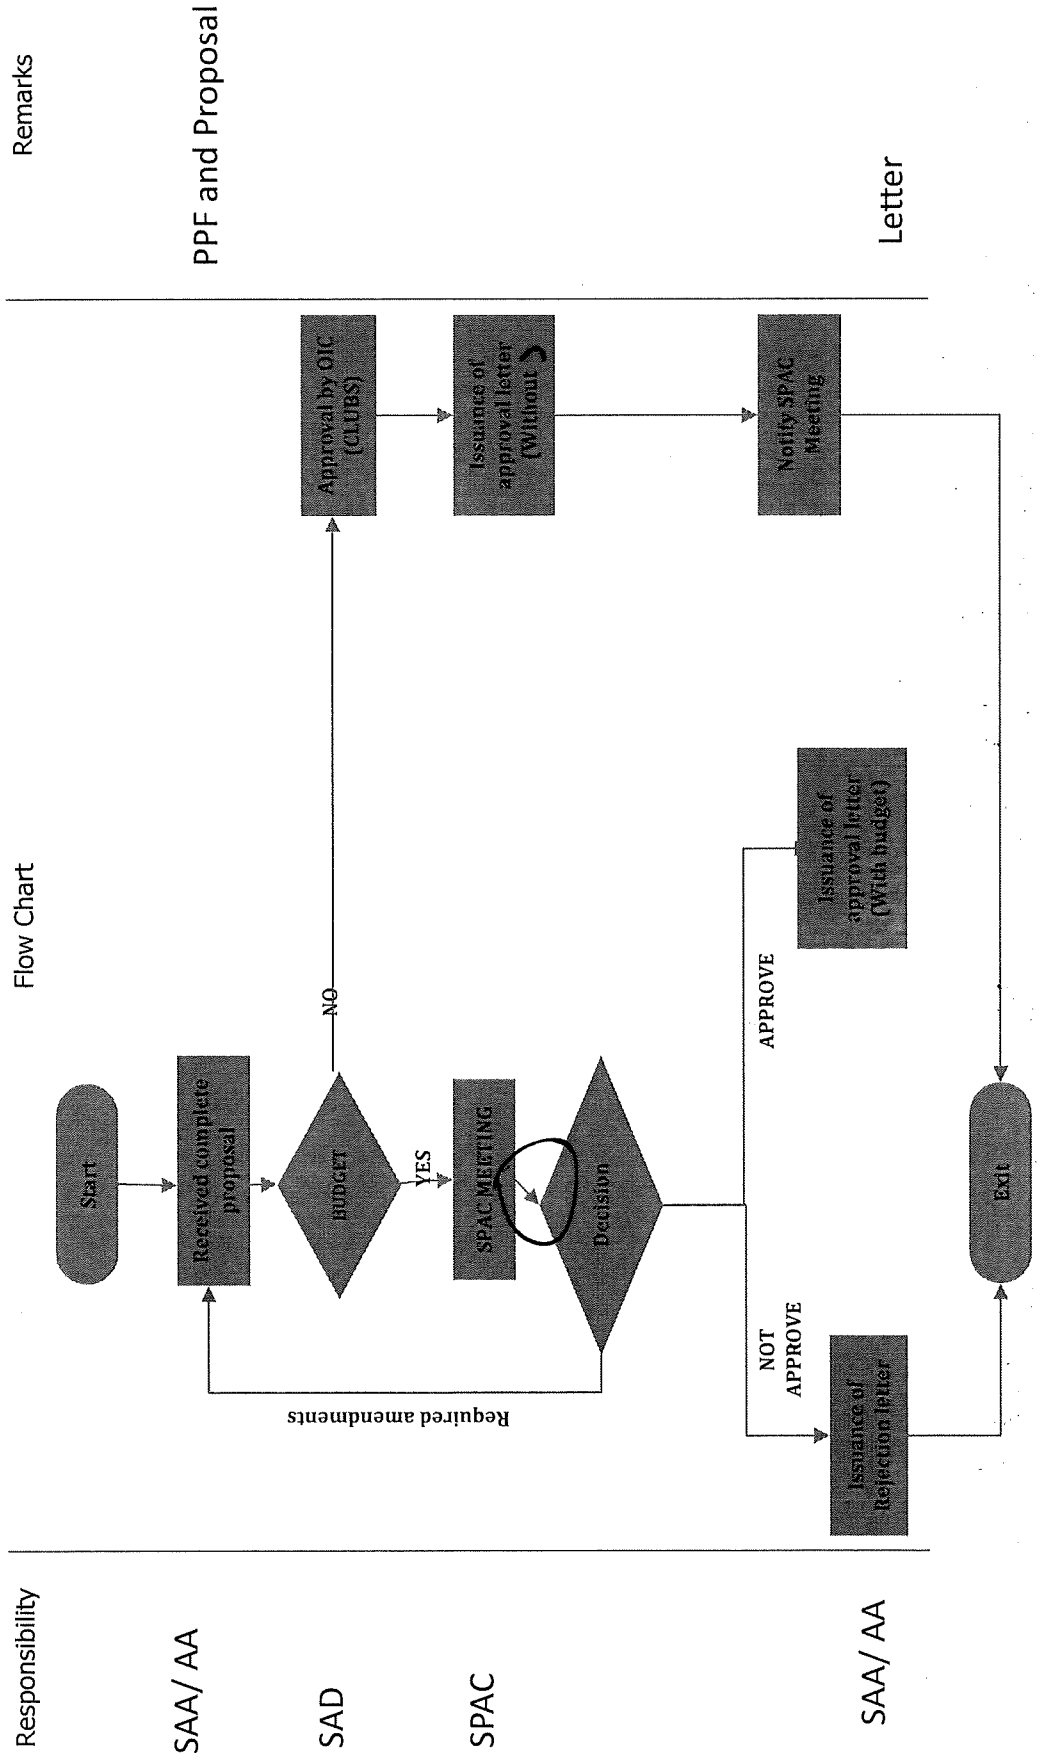 Responsibility
Flow Chart
Remarks
Start
SAA/ AA
Received complete
proposal
PPF and Proposal
SAD
BUDGET
NO
Approval by OIC
(CLUBS)
YES
Required amendments
SPAC
SPAC MEETING
Issuance of
approval letter
(Without )
Decision
NOT
APPROVE
APPROVE
Notify SPAC
Meeting
SAA/ AA
Issuance of
Rejection letter
Issuance of
approval letter
(With budget)
Letter
Exit